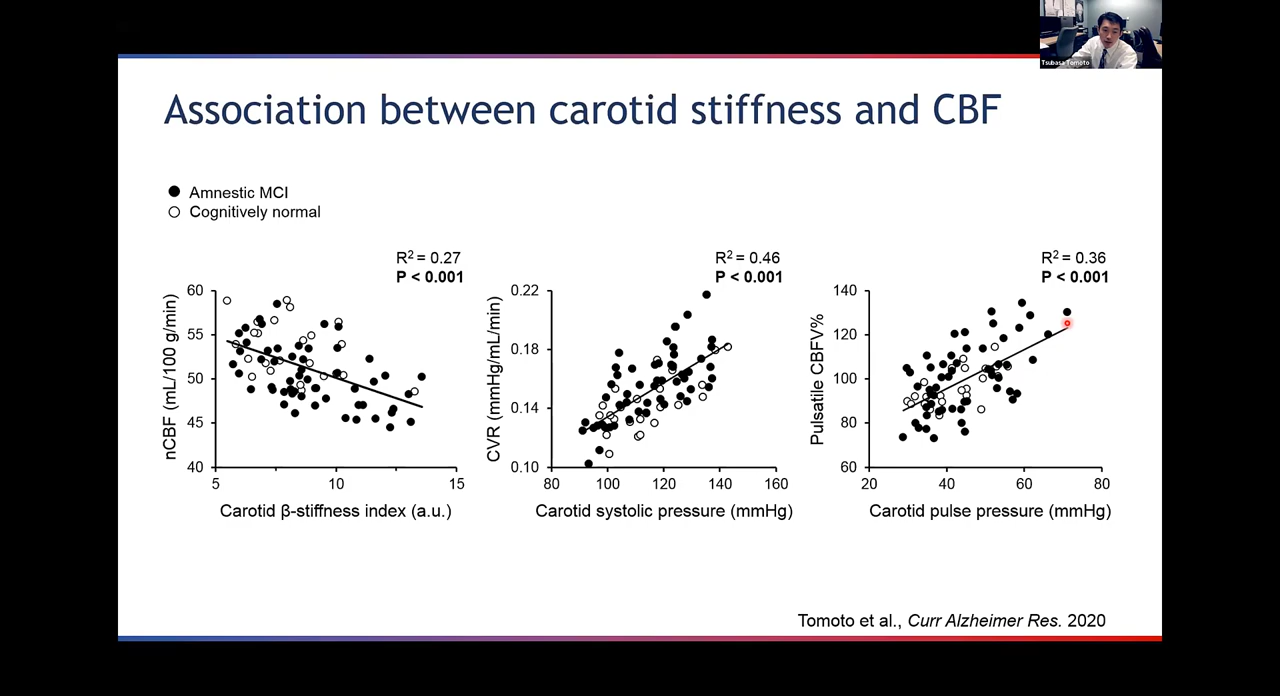 Tsubasa Tomoto
Association between carotid stiffness and CBF
Amnestic MCI
Cognitively normal
R² = 0.27
P < 0.001
nCBF (mL/100 g/min)
60
55
50
45
40
5
10
15
Carotid β-stiffness index (a.u.)
R² = 0.46
P < 0.001
CVR (mmHg/mL/min)
0.22
0.18
0.14
0.10
80
100
120
140
160
Carotid systolic pressure (mmHg)
R² = 0.36
P < 0.001
Pulsatile CBFV%
140
120
100
80
60
20
40
60
80
Carotid pulse pressure (mmHg)
Tomoto et al., Curr Alzheimer Res. 2020